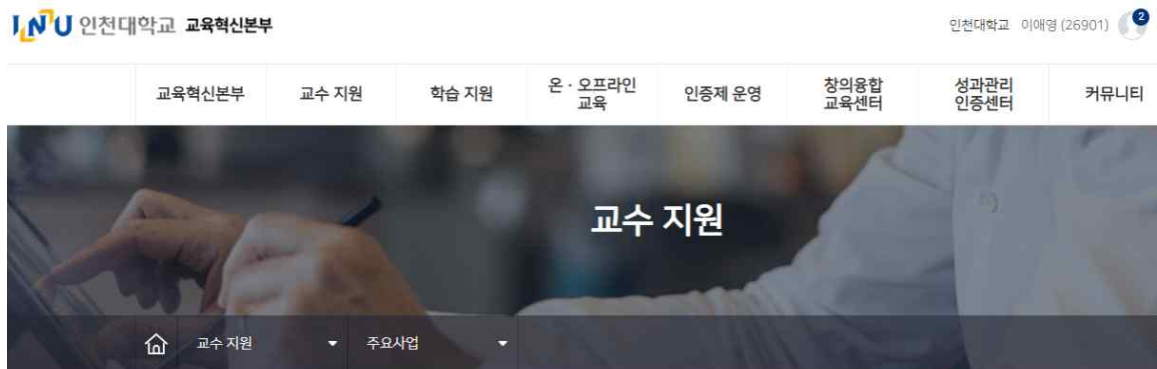 INU 인천대학교 교육혁신본부
인천대학교 이애영 (26901) 2
교육혁신본부 교수 지원 학습 지원 온 · 오프라인 교육 인증제 운영 창의융합 교육센터 성과관리 인증센터 커뮤니티
교수 지원
교수 지원 주요사업